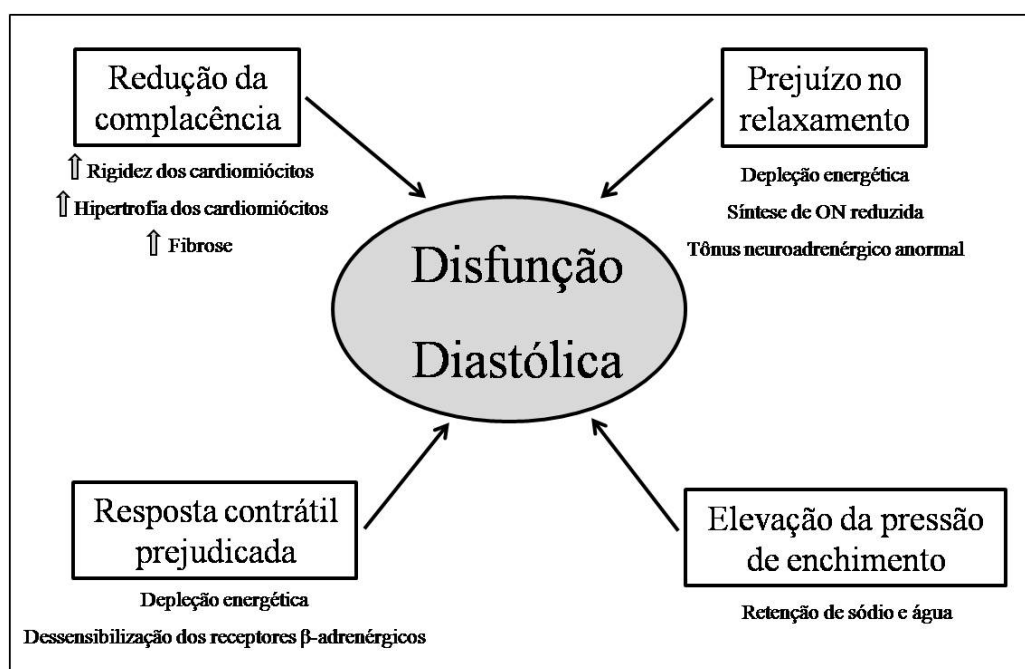 Redução da
complacência
⇧ Rigidez dos cardiomiócitos
⇧ Hipertrofia dos cardiomiócitos
⇧ Fibrose
Prejuízo no
relaxamento
Depleção energética
Síntese de ON reduzida
Tônus neuroadrenérgico anormal
Disfunção
Diastólica
Resposta contrátil
prejudicada
Depleção energética
Dessensibilização dos receptores β-adrenérgicos
Elevação da pressão
de enchimento
Retenção de sódio e água